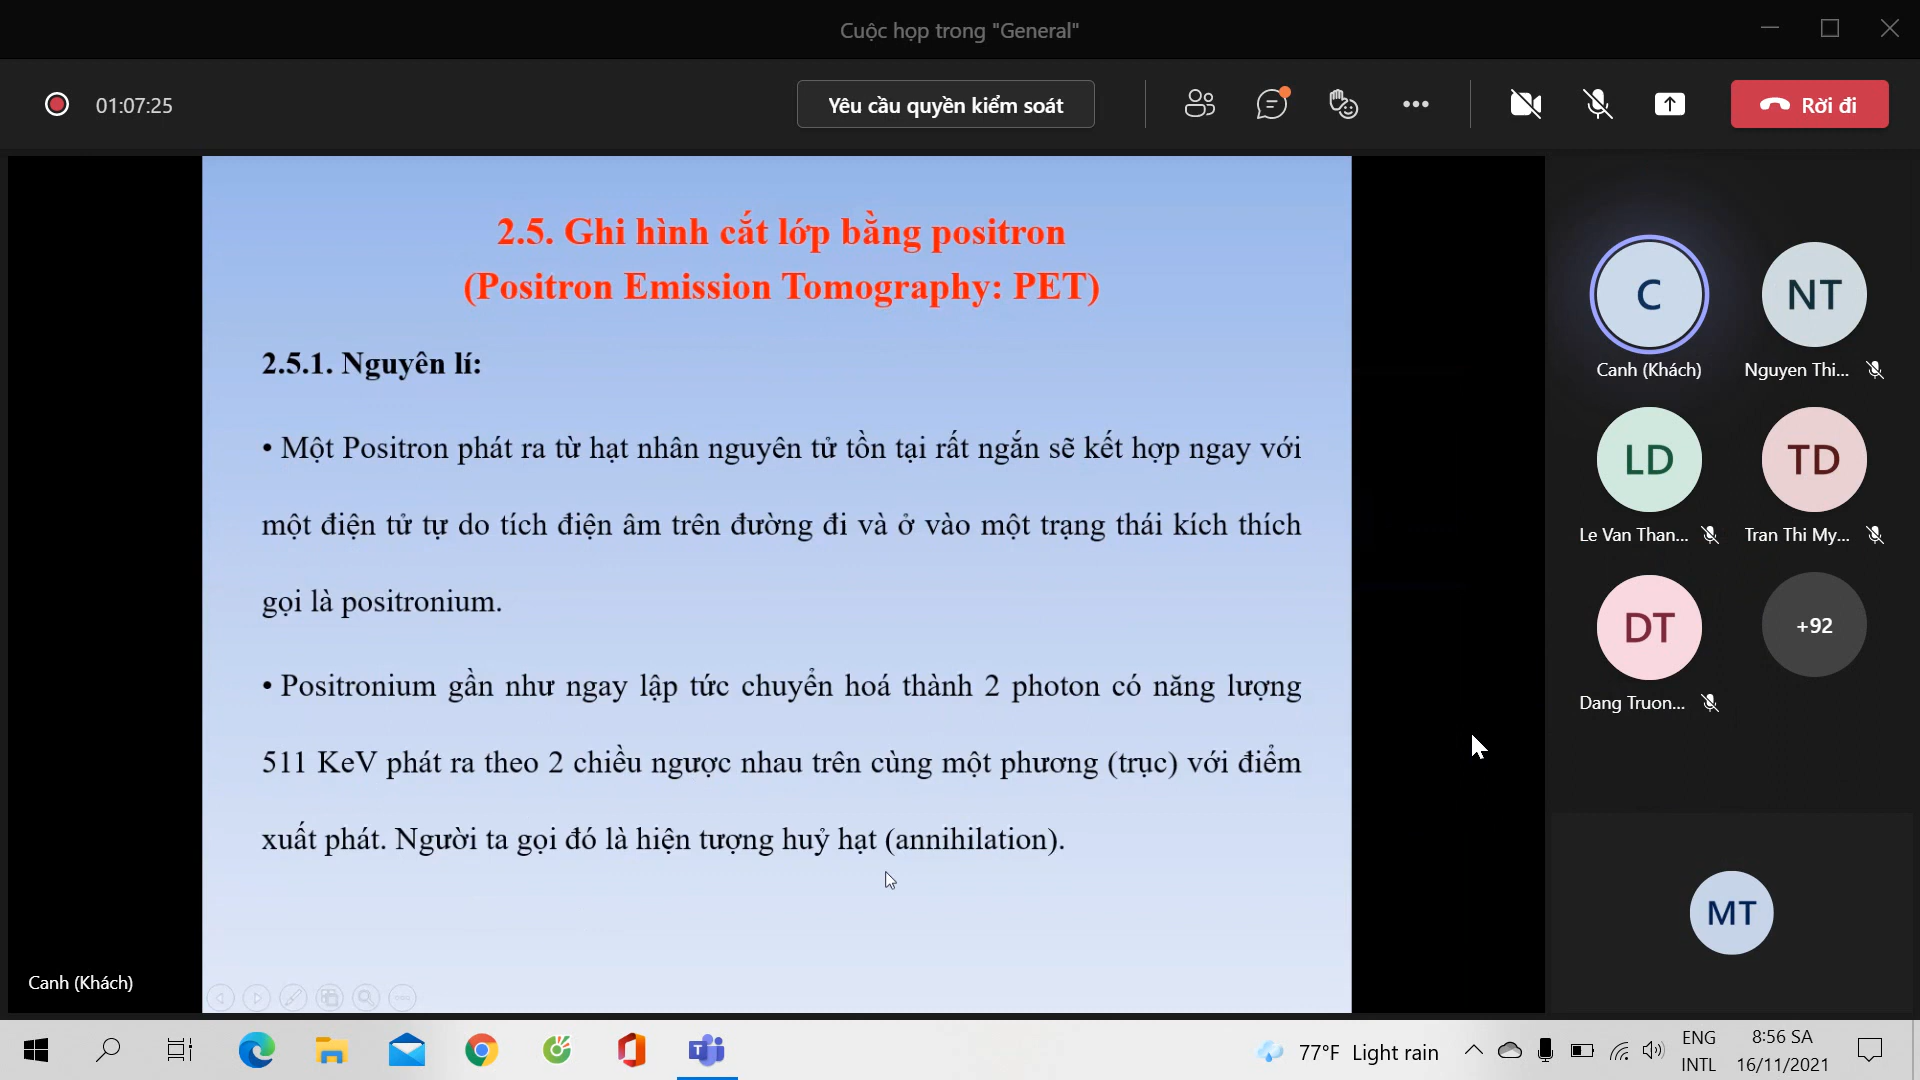 Cuộc họp trong "General"
01:07:25
Yêu cầu quyền kiểm soát
Rời đi
2.5. Ghi hình cắt lớp bằng positron
(Positron Emission Tomography: PET)
2.5.1. Nguyên lí:
• Một Positron phát ra từ hạt nhân nguyên tử tồn tại rất ngắn sẽ kết hợp ngay với
một điện tử tự do tích điện âm trên đường đi và ở vào một trạng thái kích thích
gọi là positronium.
• Positronium gần như ngay lập tức chuyển hoá thành 2 photon có năng lượng
511 KeV phát ra theo 2 chiều ngược nhau trên cùng một phương (trục) với điểm
xuất phát. Người ta gọi đó là hiện tượng huỷ hạt (annihilation).
Canh (Khách)
C
NT
Canh (Khách)
Nguyen Thi...
LD
TD
Le Van Than...
Tran Thi My...
DT
+92
Dang Truon...
MT
77°F Light rain
ENG
INTL
8:56 SA
16/11/2021